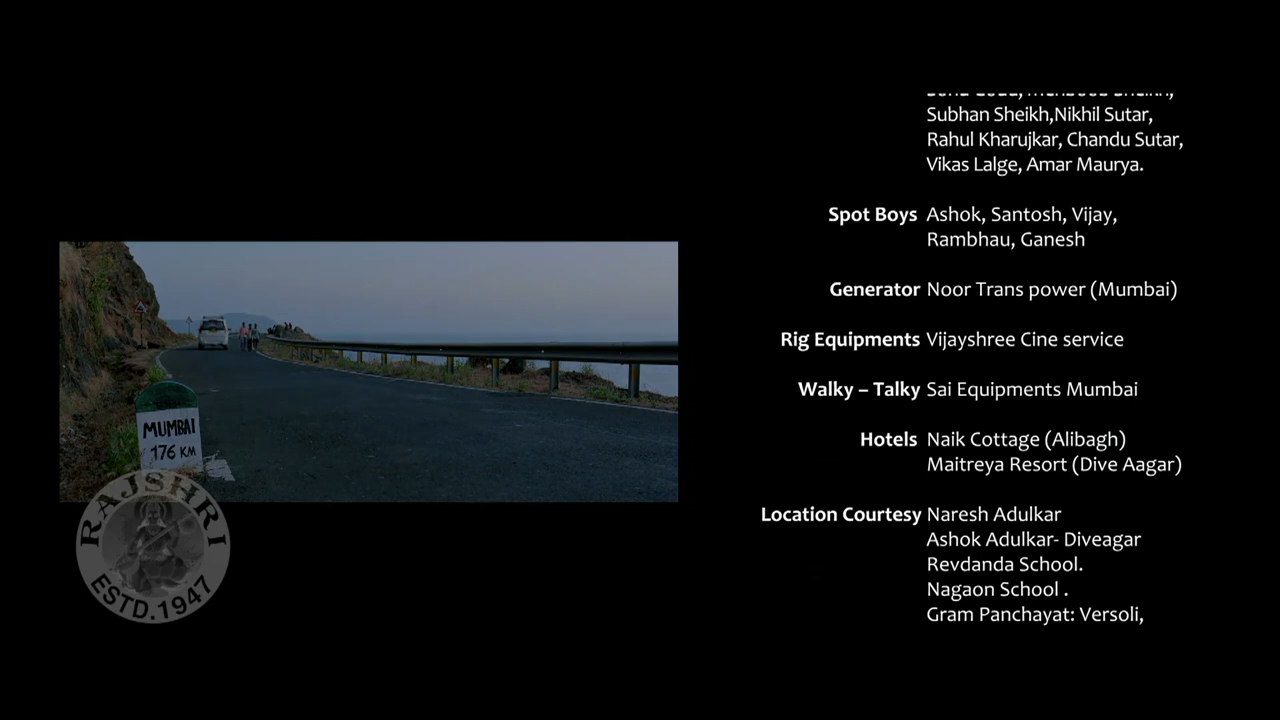 Subhan Sheikh,Nikhil Sutar,
Rahul Kharujkar, Chandu Sutar,
Vikas Lalge, Amar Maurya.
Spot Boys Ashok, Santosh, Vijay,
Rambhau, Ganesh
Generator Noor Trans power (Mumbai)
Rig Equipments Vijayshree Cine service
Walky – Talky Sai Equipments Mumbai
Hotels Naik Cottage (Alibagh)
Maitreya Resort (Dive Aagar)
Location Courtesy Naresh Adulkar
Ashok Adulkar- Diveagar
Revdanda School.
Nagaon School .
Gram Panchayat: Versoli,
MUMBAI
176 KM
RAJSHRI
ESTD.1947